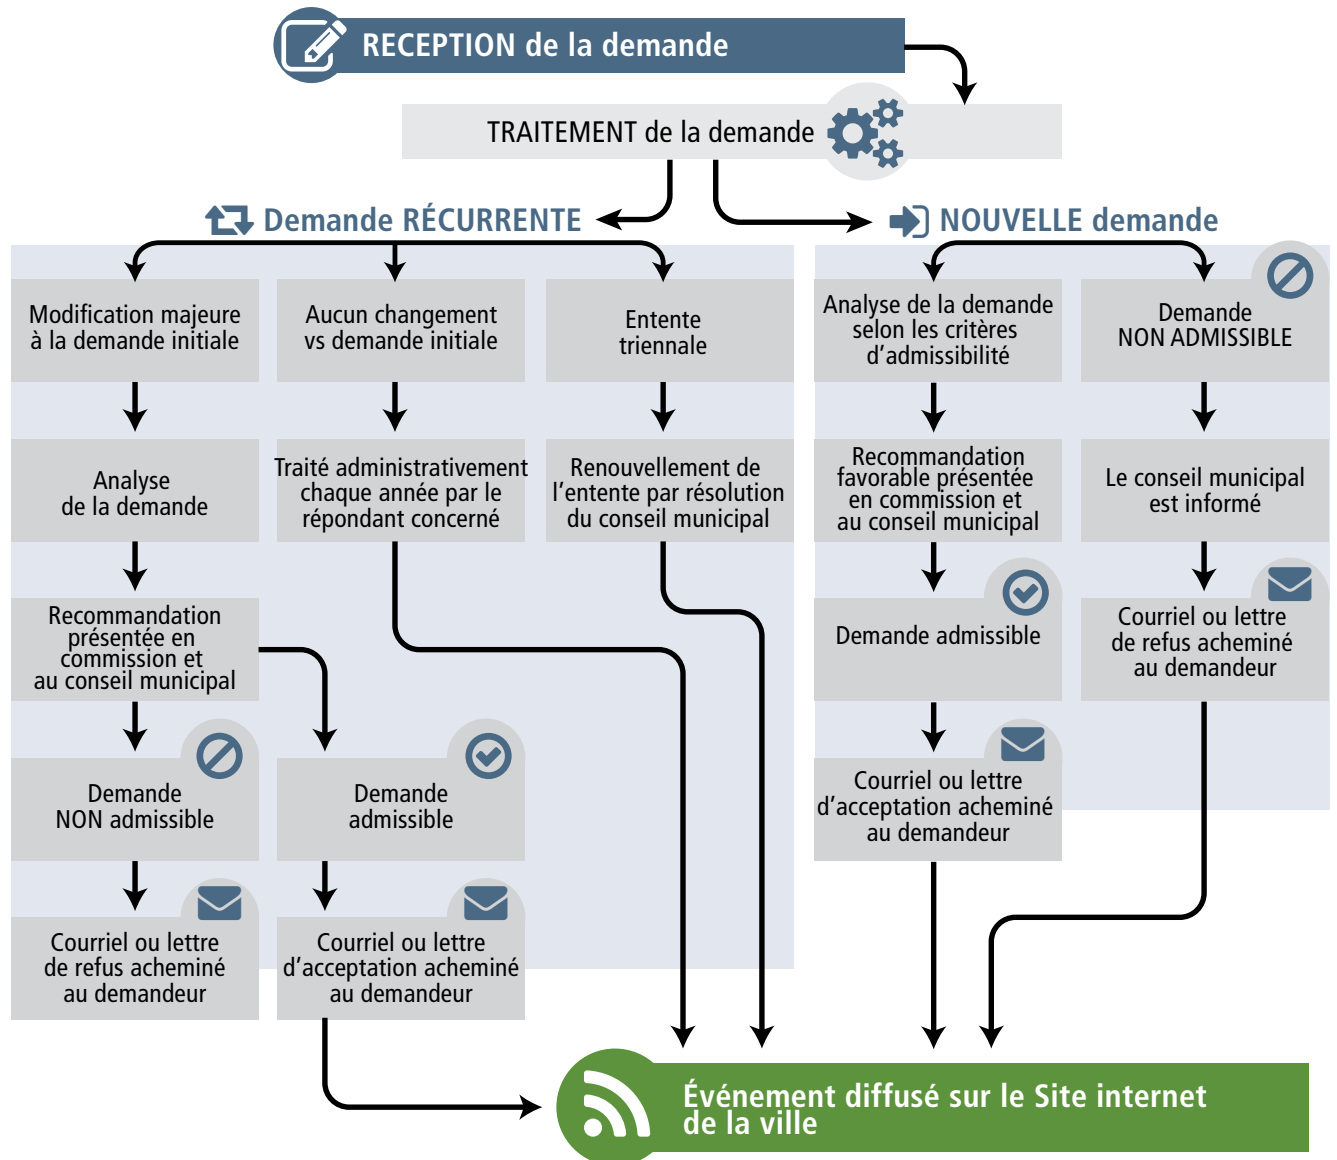 RECEPTION de la demande
TRAITEMENT de la demande
Demande RÉCURRENTE
NOUVELLE demande
Modification majeure
à la demande initiale
Aucun changement
vs demande initiale
Entente
triennale
Analyse de la demande
selon les critères
d'admissibilité
Demande
NON ADMISSIBLE
Analyse
de la demande
Traité administrativement
chaque année par le
répondant concerné
Renouvellement de
l'entente par résolution
du conseil municipal
Recommandation
favorable présentée
en commission et
au conseil municipal
Le conseil municipal
est informé
Recommandation
présentée en
commission et
au conseil municipal
Demande admissible
Courriel ou lettre
de refus acheminé
au demandeur
Demande
NON admissible
Demande
admissible
Courriel ou lettre
d'acceptation acheminé
au demandeur
Courriel ou lettre
de refus acheminé
au demandeur
Courriel ou lettre
d'acceptation acheminé
au demandeur
Événement diffusé sur le Site internet
de la ville